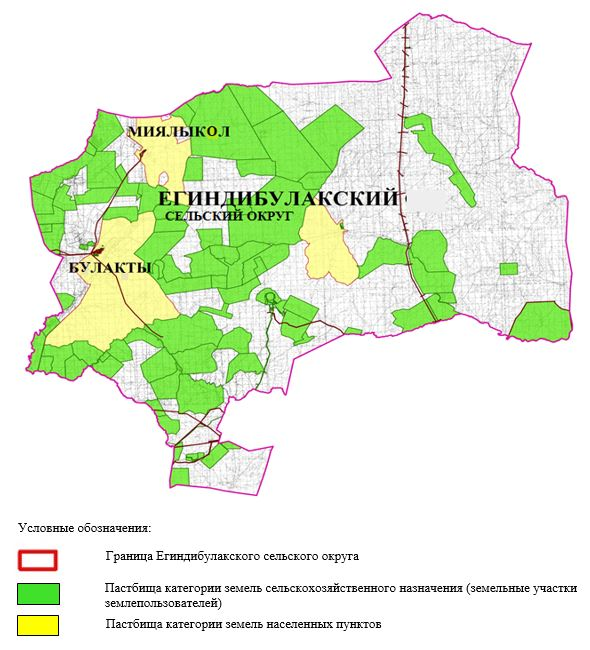 МИЯЛЫКОЛ
ЕГИНДИБУЛАКСКИЙ
СЕЛЬСКИЙ ОКРУГ
БУЛАКТЫ
Условные обозначения:
Граница Егиндибулакского сельского округа
Пастбища категории земель сельскохозяйственного назначения (земельные участки
землепользователей)
Пастбища категории земель населенных пунктов